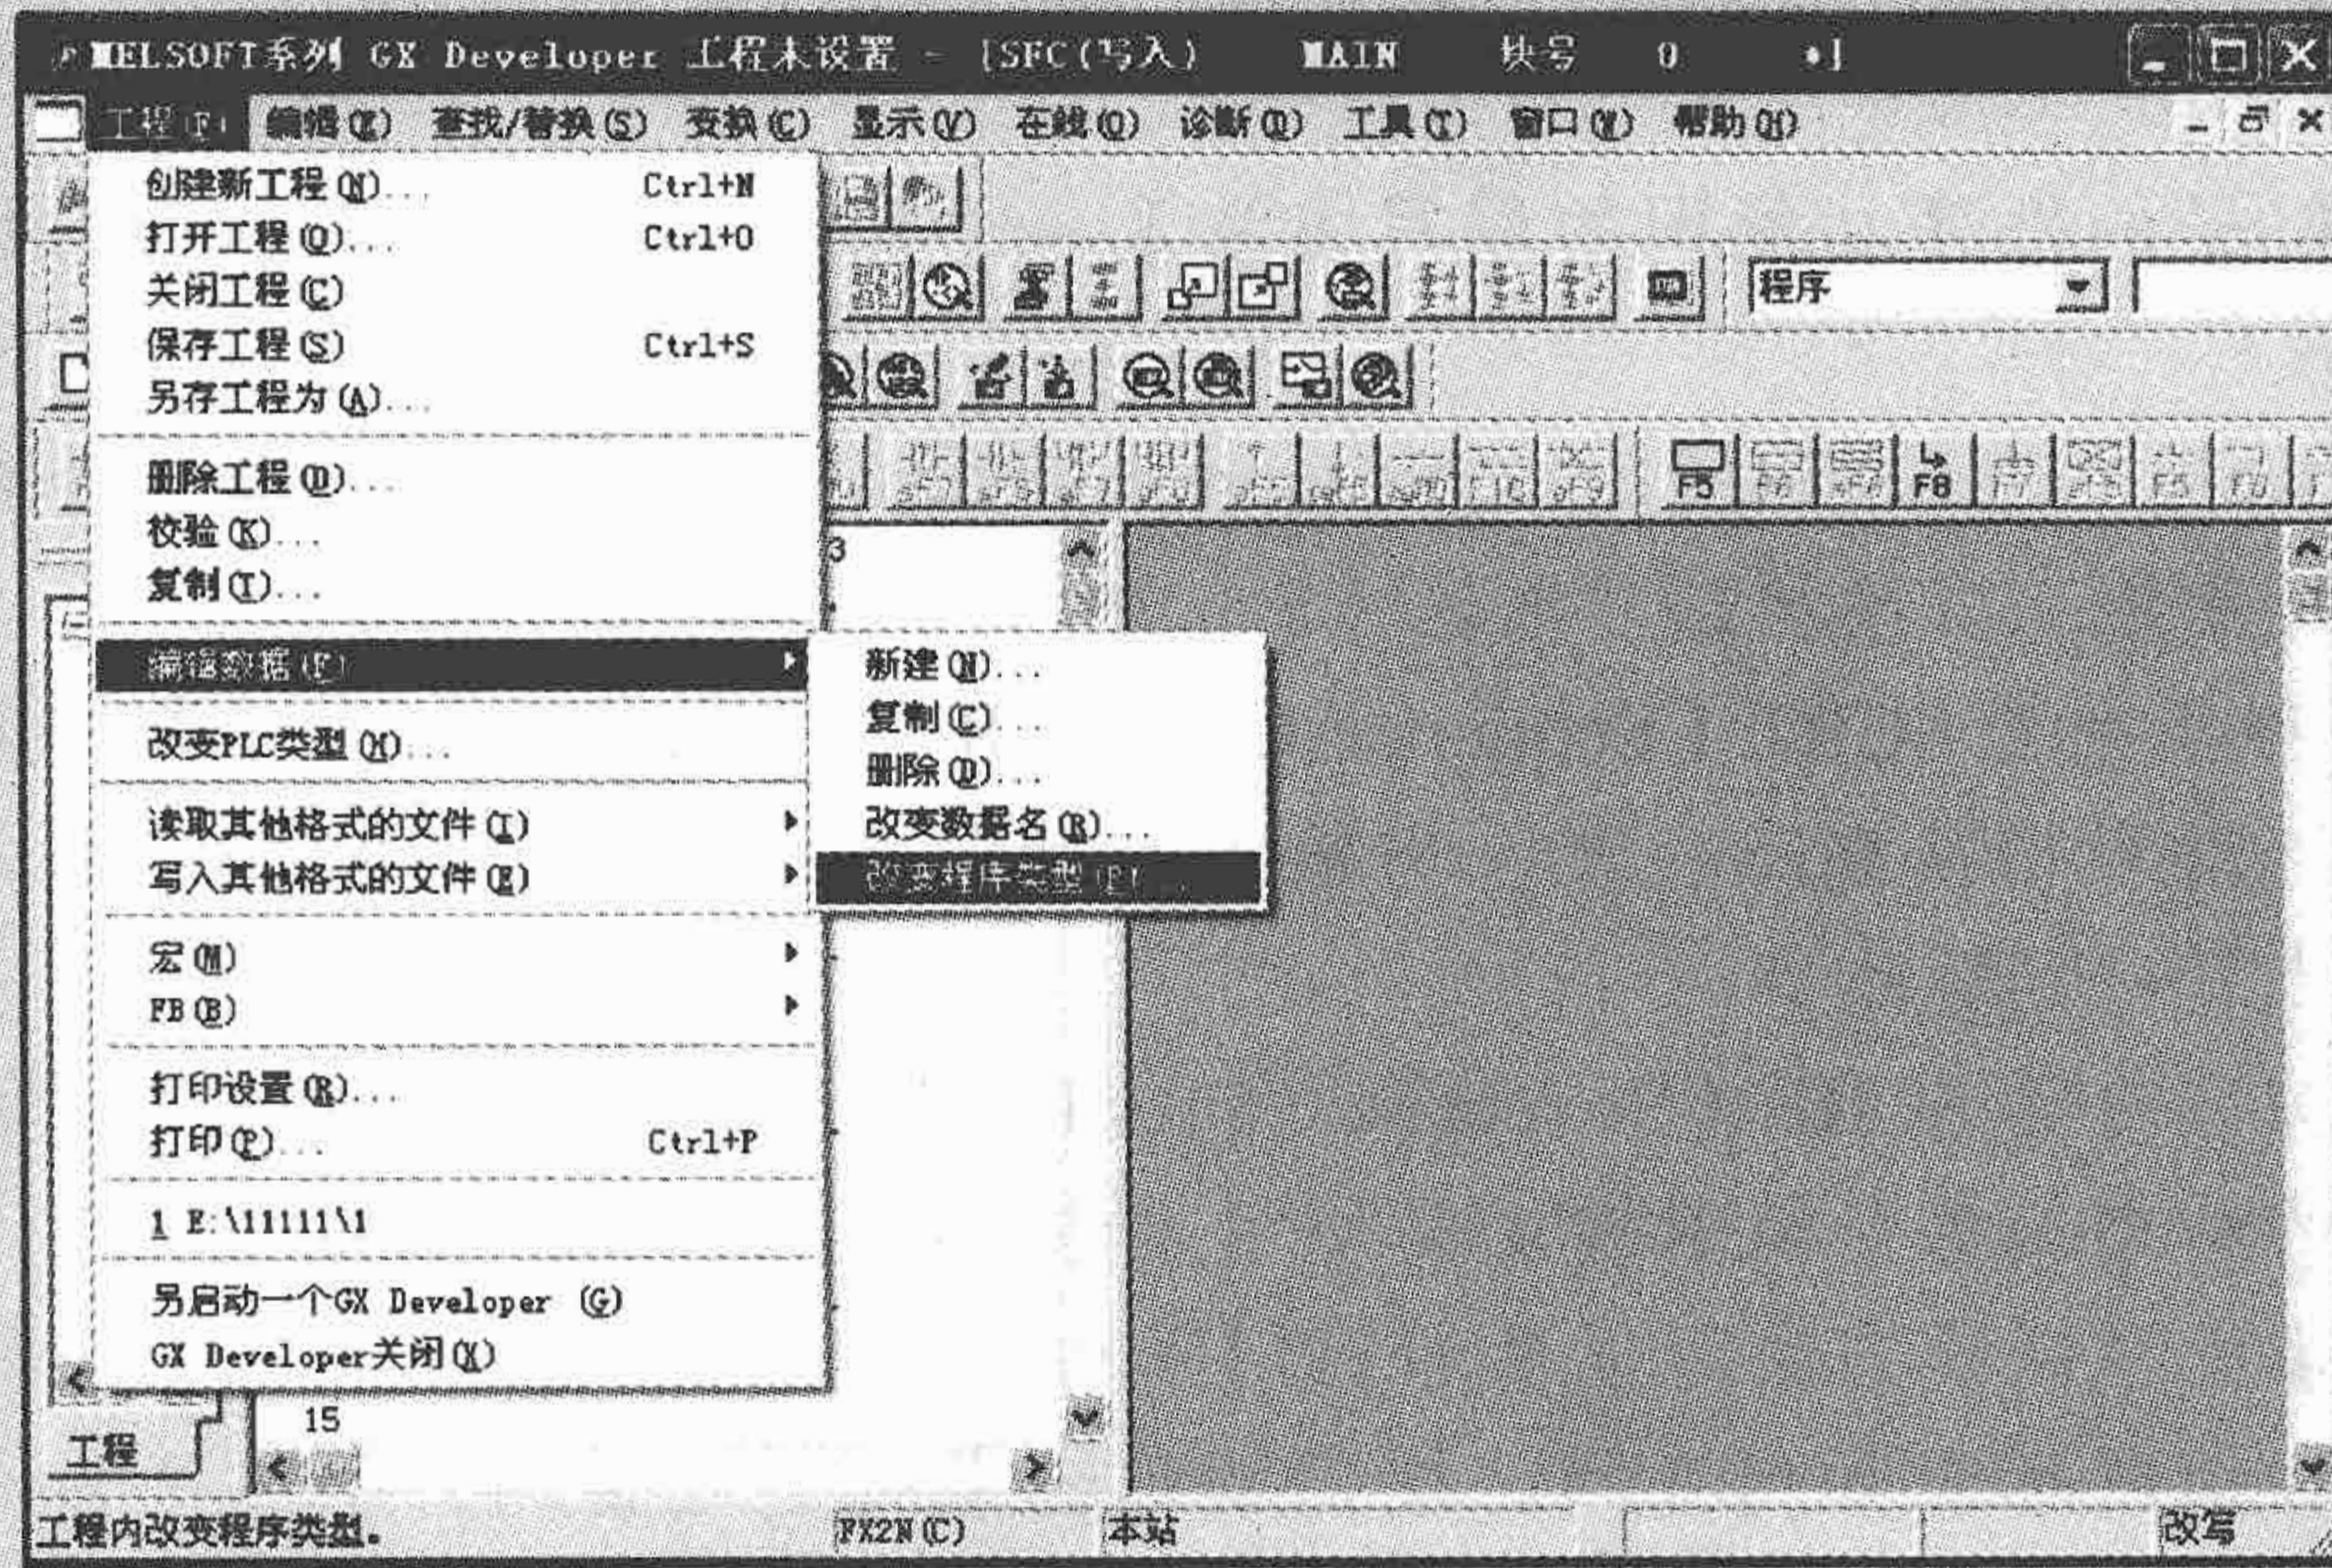 MELSOFT系列 GX Developer 工程未设置 - [SFC(写入) MAIN 块号 0 *]
工程(F) 编辑(E) 查找/替换(S) 变换(C) 显示(V) 在线(O) 诊断(D) 工具(T) 窗口(W) 帮助(H)
创建新工程(N)... Ctrl+N
打开工程(O)... Ctrl+O
关闭工程(C)
保存工程(S) Ctrl+S
另存工程为(A)...
删除工程(D)...
校验(K)...
复制(T)...
编辑数据(F)
改变PLC类型(H)...
读取其他格式的文件(I)
写入其他格式的文件(E)
宏(M)
FB(B)
打印设置(R)...
打印(P)... Ctrl+P
1 E:\11111\1
另启动一个GX Developer (G)
GX Developer关闭(X)
新建(N)...
复制(C)...
删除(D)...
改变数据名(R)...
改变程序类型(P)...
程序
F5
F8
3
15
工程
工程内改变程序类型。 FX2N(C) 本站 改写